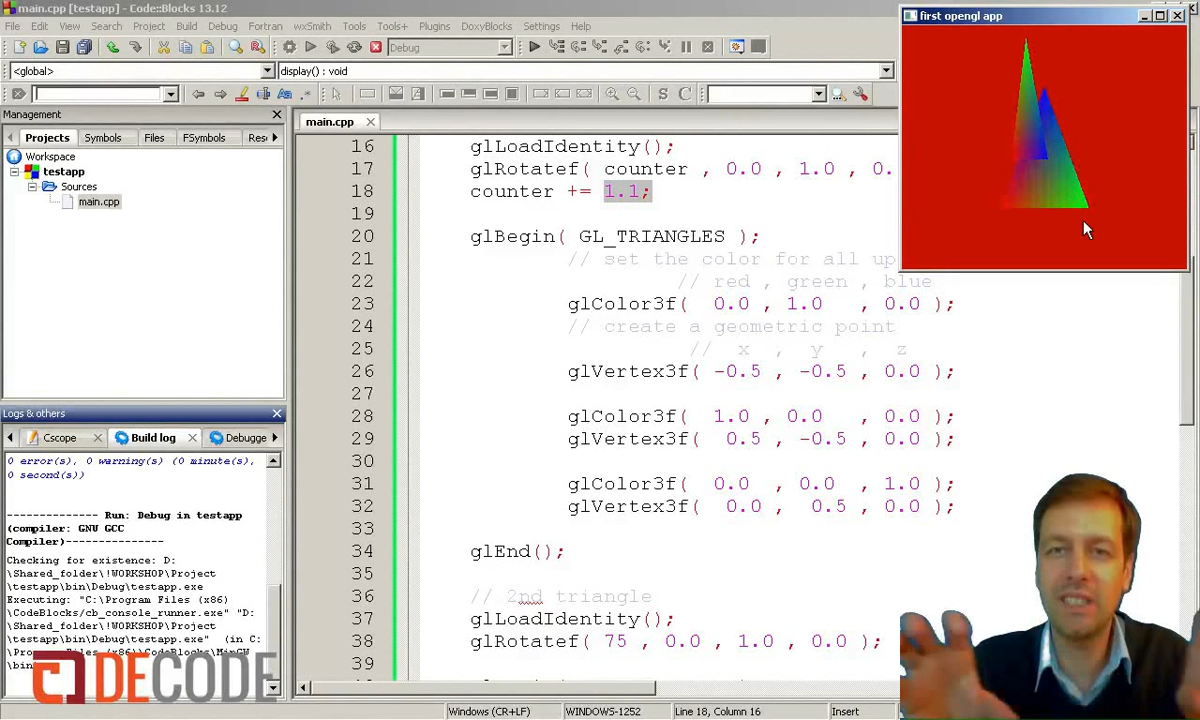 main.cpp [testapp] - Code::Blocks 13.12
File Edit View Search Project Build Debug Fortran wxSmith Tools Tools+ Plugins DoxyBlocks Settings Help
first opengl app
Debug
<global>
display() : void
Aa
S C
Management
Projects Symbols Files FSymbols Res
Workspace
testapp
Sources
main.cpp
main.cpp
16 glLoadIdentity();
17 glRotatef( counter , 0.0 , 1.0 , 0.
18 counter += 1.1;
19
20 glBegin( GL_TRIANGLES );
21 // set the color for all up
22 // red , green , blue
23 glColor3f( 0.0 , 1.0 , 0.0 );
24 // create a geometric point
25 // x , y , z
26 glVertex3f( -0.5 , -0.5 , 0.0 );
27
28 glColor3f( 1.0 , 0.0 , 0.0 );
29 glVertex3f( 0.5 , -0.5 , 0.0 );
30
31 glColor3f( 0.0 , 0.0 , 1.0 );
32 glVertex3f( 0.0 , 0.5 , 0.0 );
33
34 glEnd();
35
36 // 2nd triangle
37 glLoadIdentity();
38 glRotatef( 75 , 0.0 , 1.0 , 0.0 );
39
Logs & others
Cscope Build log Debugge
0 error(s), 0 warning(s) (0 minute(s),
0 second(s))
-------------- Run: Debug in testapp
(compiler: GNU GCC
Compiler)---------------
Checking for existence: D:
\Shared_folder\!WORKSHOP\Project
\testapp\bin\Debug\testapp.exe
Executing: "C:\Program Files (x86)
\CodeBlocks/cb_console_runner.exe" "D:
\Shared_folder\!WORKSHOP\Project
\testapp\bin\Debug\testapp.exe" (in C:
\bin
DECODE
Windows (CR+LF) WINDOWS-1252 Line 18, Column 16 Insert